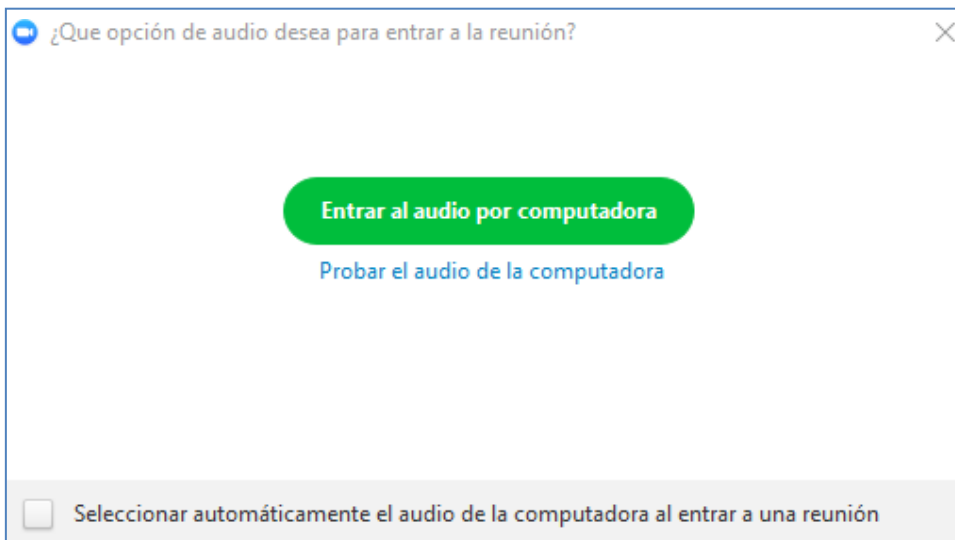 ¿Que opción de audio desea para entrar a la reunión?
Entrar al audio por computadora
Probar el audio de la computadora
Seleccionar automáticamente el audio de la computadora al entrar a una reunión